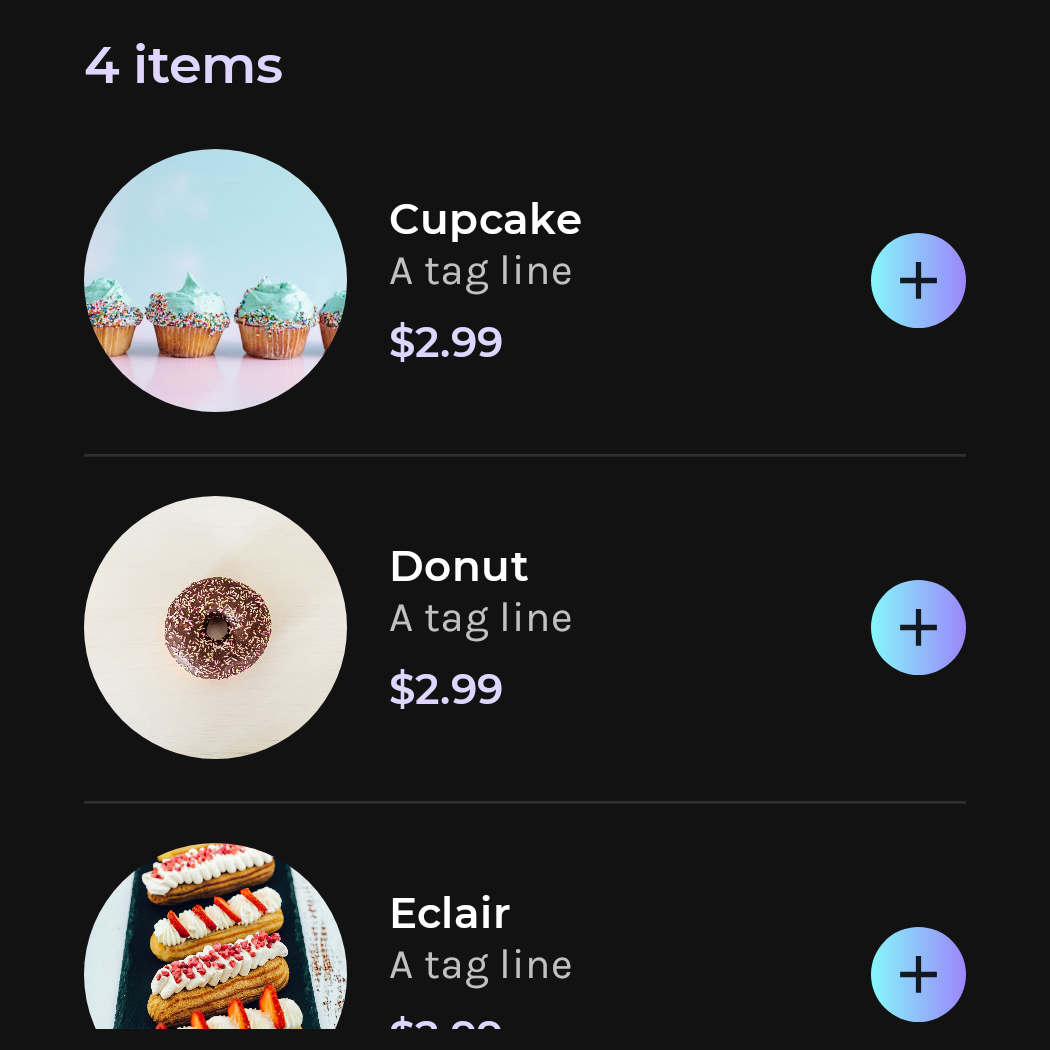 4 items
Cupcake
A tag line
$2.99
Donut
A tag line
$2.99
Eclair
A tag line